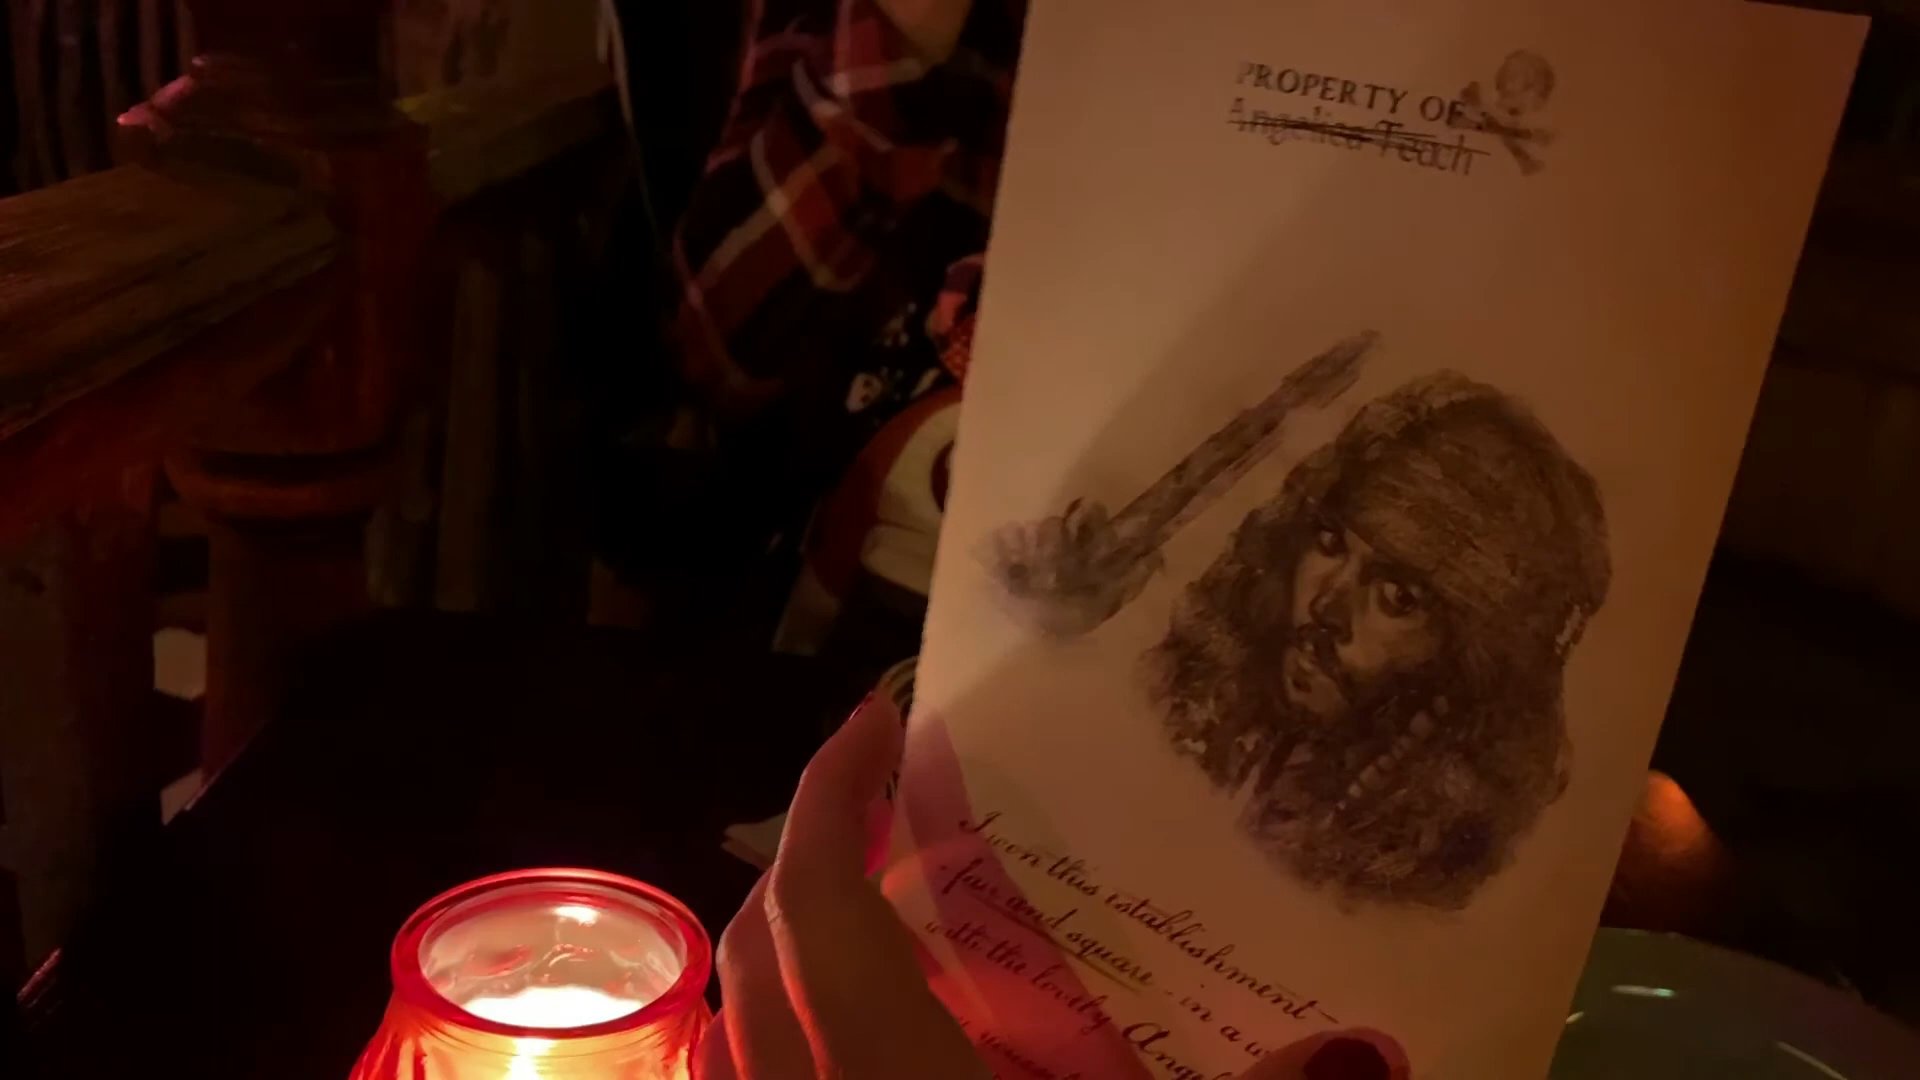 PROPERTY OF:
Angelica Teach
I won this establishment -
- fair and square - in a
with the lovely